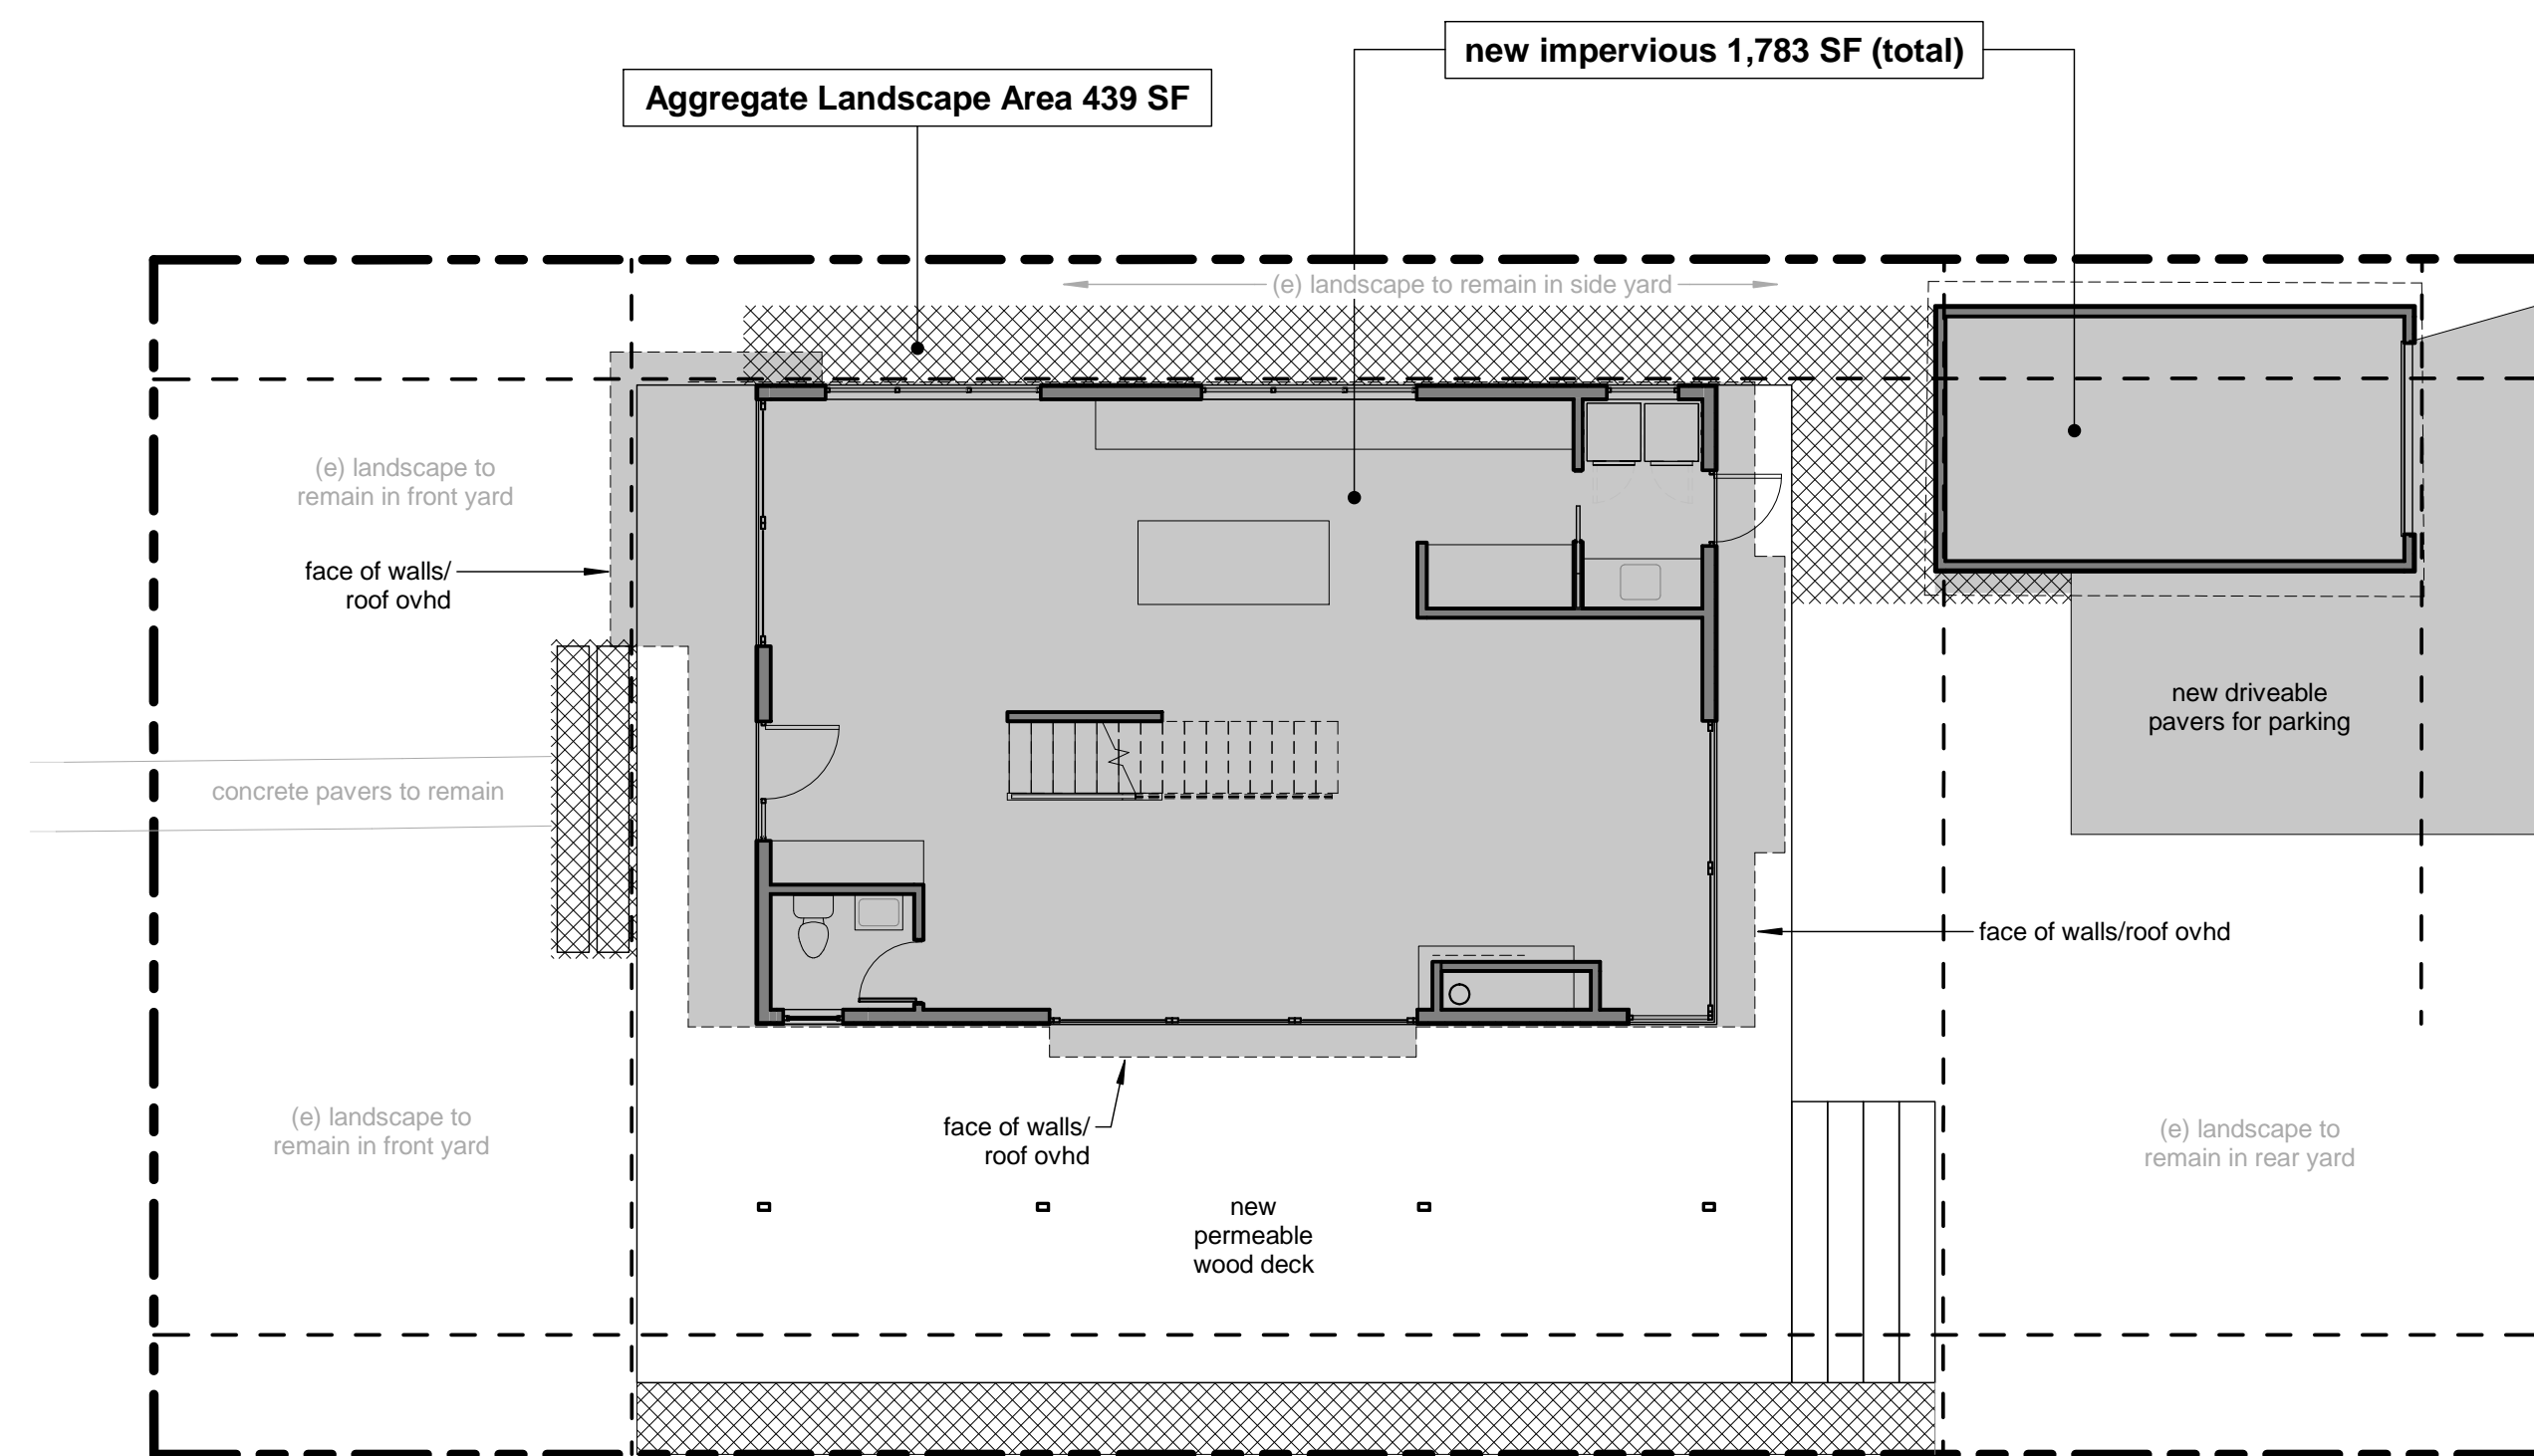 new impervious 1,783 SF (total)
Aggregate Landscape Area 439 SF
(e) landscape to remain in side yard
(e) landscape to
remain in front yard
face of walls/
roof ovhd
new driveable
pavers for parking
concrete pavers to remain
face of walls/roof ovhd
(e) landscape to
remain in front yard
face of walls/
roof ovhd
(e) landscape to
remain in rear yard
new
permeable
wood deck